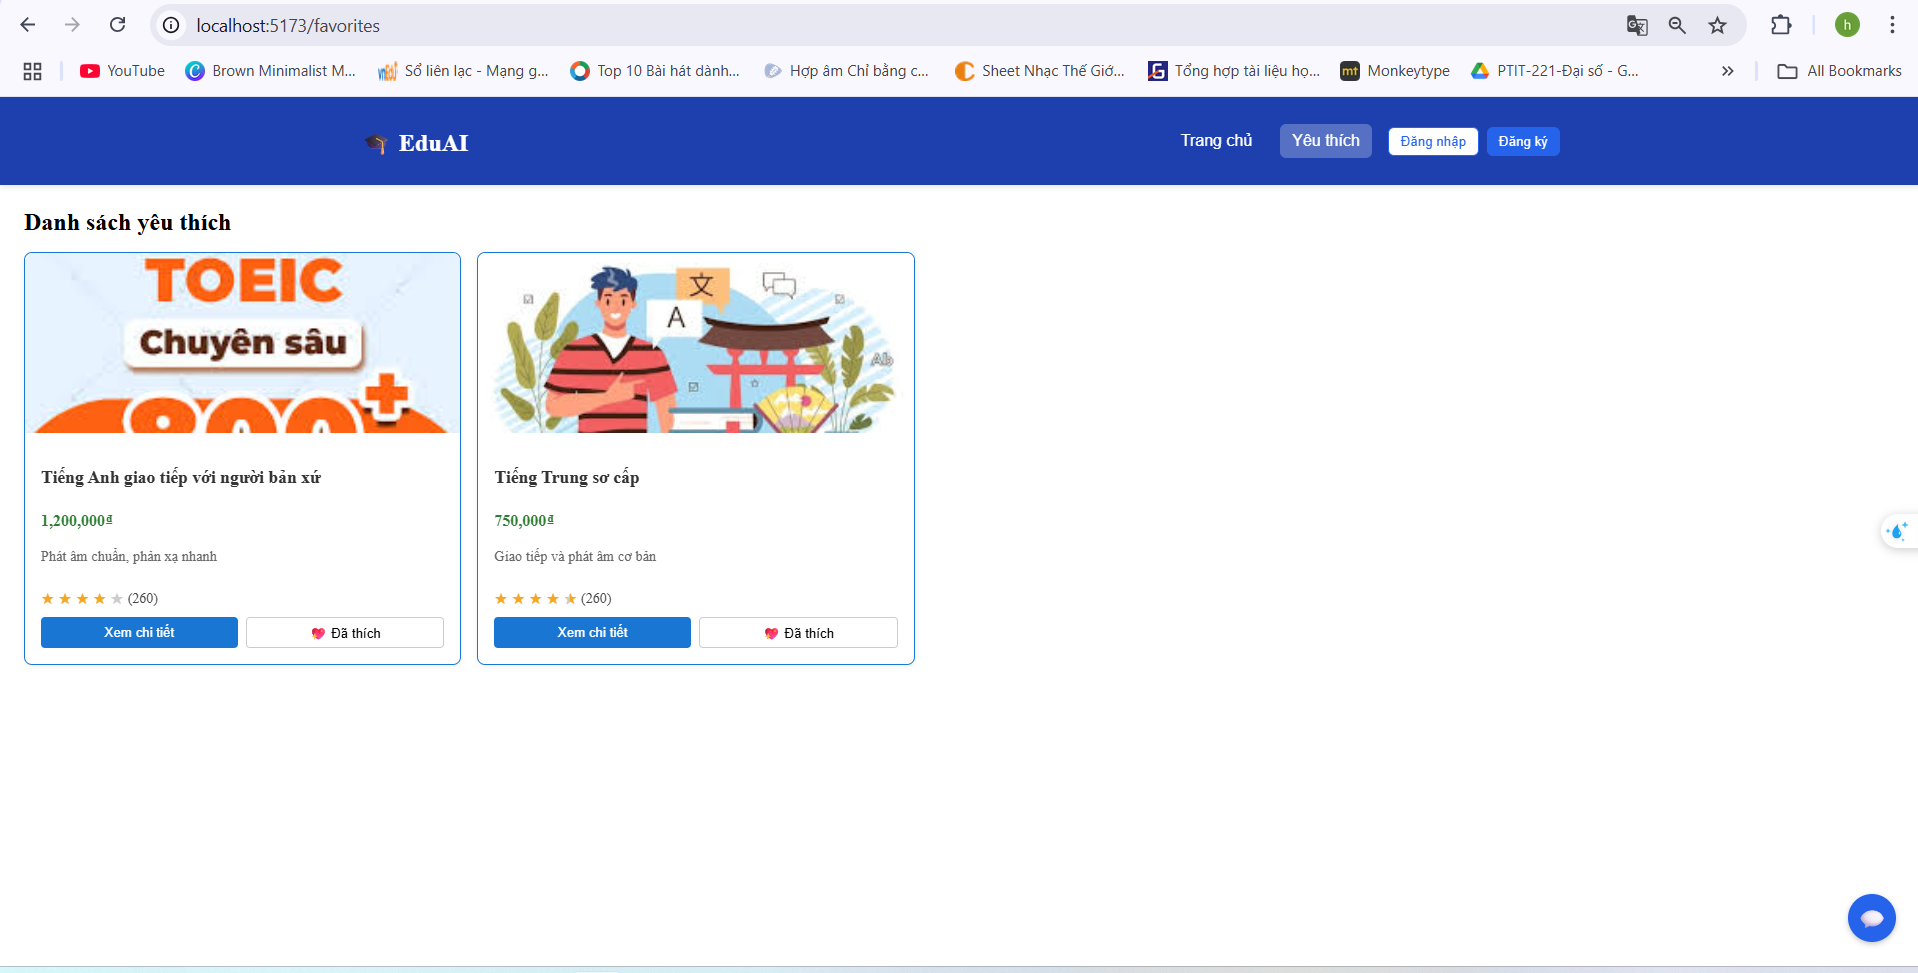 localhost:5173/favorites
h
YouTube
Brown Minimalist M...
Sổ liên lạc - Mạng g...
Top 10 Bài hát dành...
Hợp âm Chỉ bằng c...
Sheet Nhạc Thế Giớ...
Tổng hợp tài liệu họ...
mt
Monkeytype
PTIT-221-Đại số - G...
All Bookmarks
EduAI
Trang chủ
Yêu thích
Đăng nhập
Đăng ký
Danh sách yêu thích
TOEIC
Chuyên sâu
800+
文
A
Ab
Tiếng Anh giao tiếp với người bản xứ
1,200,000₫
Phát âm chuẩn, phản xạ nhanh
★ ★ ★ ★ ★ (260)
Xem chi tiết
💖 Đã thích
Tiếng Trung sơ cấp
750,000₫
Giao tiếp và phát âm cơ bản
★ ★ ★ ★ ★ (260)
Xem chi tiết
💖 Đã thích